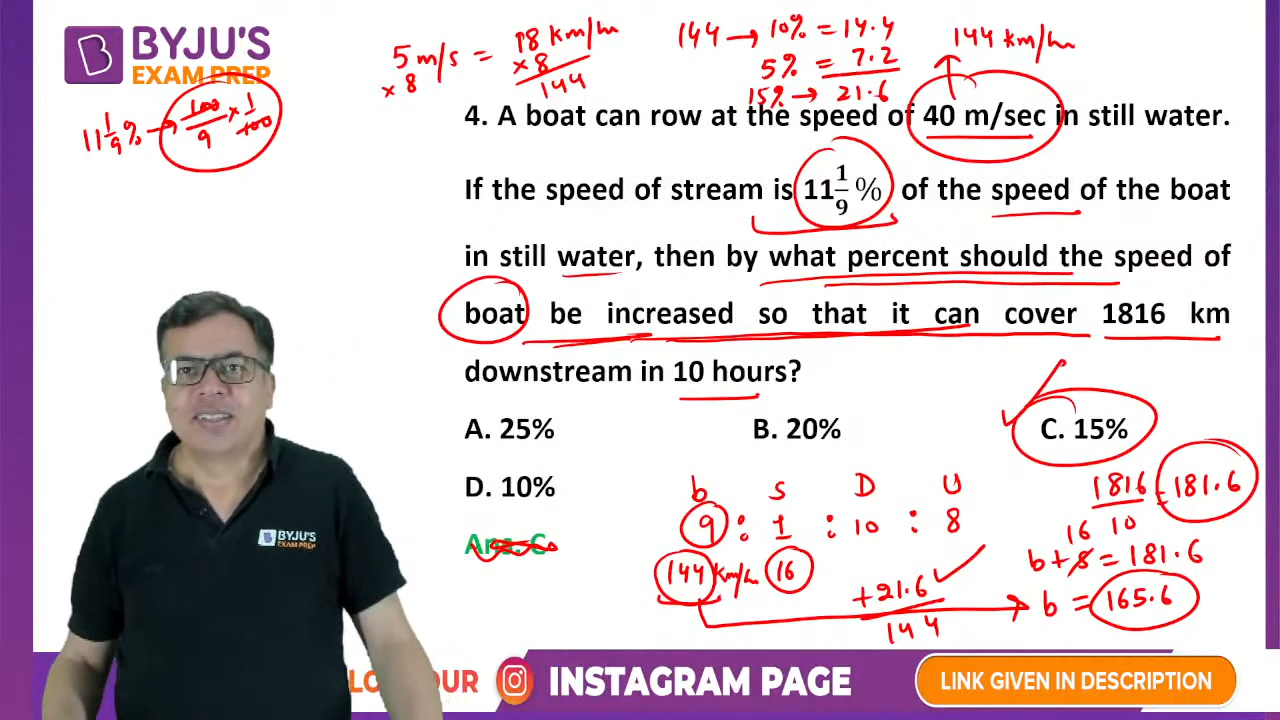 BYJU'S
EXAM PREP
5 m/s = 18 km/hr
×8 ×8
144
144 → 10% = 14.4
5% = 7.2
15% → 21.6
144 km/hr
11 1/9 % → 100/9 × 1/100
4. A boat can row at the speed of 40 m/sec in still water.
If the speed of stream is 11 1/9 % of the speed of the boat
in still water, then by what percent should the speed of
boat be increased so that it can cover 1816 km
downstream in 10 hours?
A. 25% B. 20% C. 15%
D. 10%
Ans. C
b S D U
9 : 1 : 10 : 8
144 km/hr 16
+21.6
144
1816/10 = 181.6
16
b + s = 181.6
b = 165.6
BYJU'S
EXAM PREP
OUR
INSTAGRAM PAGE
LINK GIVEN IN DESCRIPTION